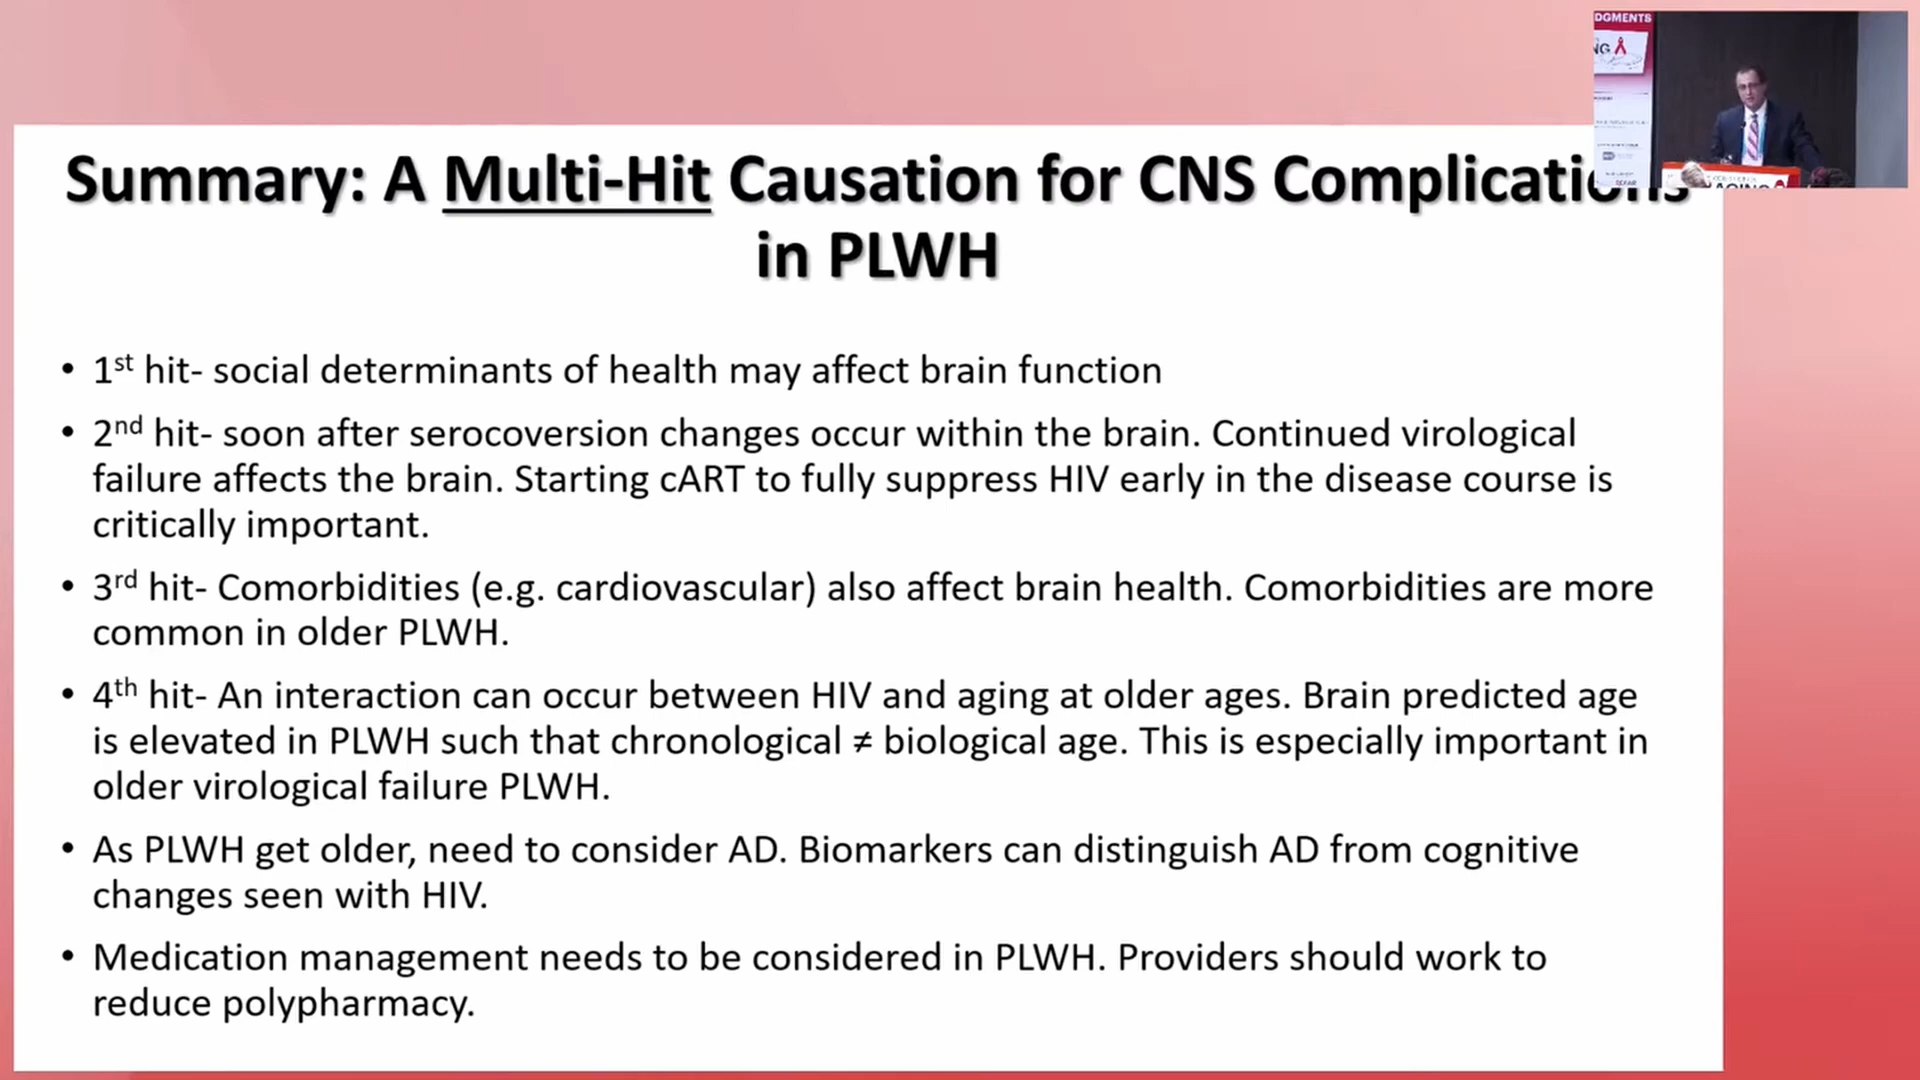 DGMENTS
Summary: A Multi-Hit Causation for CNS Complications
in PLWH
• 1st hit- social determinants of health may affect brain function
• 2nd hit- soon after serocoversion changes occur within the brain. Continued virological
failure affects the brain. Starting cART to fully suppress HIV early in the disease course is
critically important.
• 3rd hit- Comorbidities (e.g. cardiovascular) also affect brain health. Comorbidities are more
common in older PLWH.
• 4th hit- An interaction can occur between HIV and aging at older ages. Brain predicted age
is elevated in PLWH such that chronological ≠ biological age. This is especially important in
older virological failure PLWH.
• As PLWH get older, need to consider AD. Biomarkers can distinguish AD from cognitive
changes seen with HIV.
• Medication management needs to be considered in PLWH. Providers should work to
reduce polypharmacy.